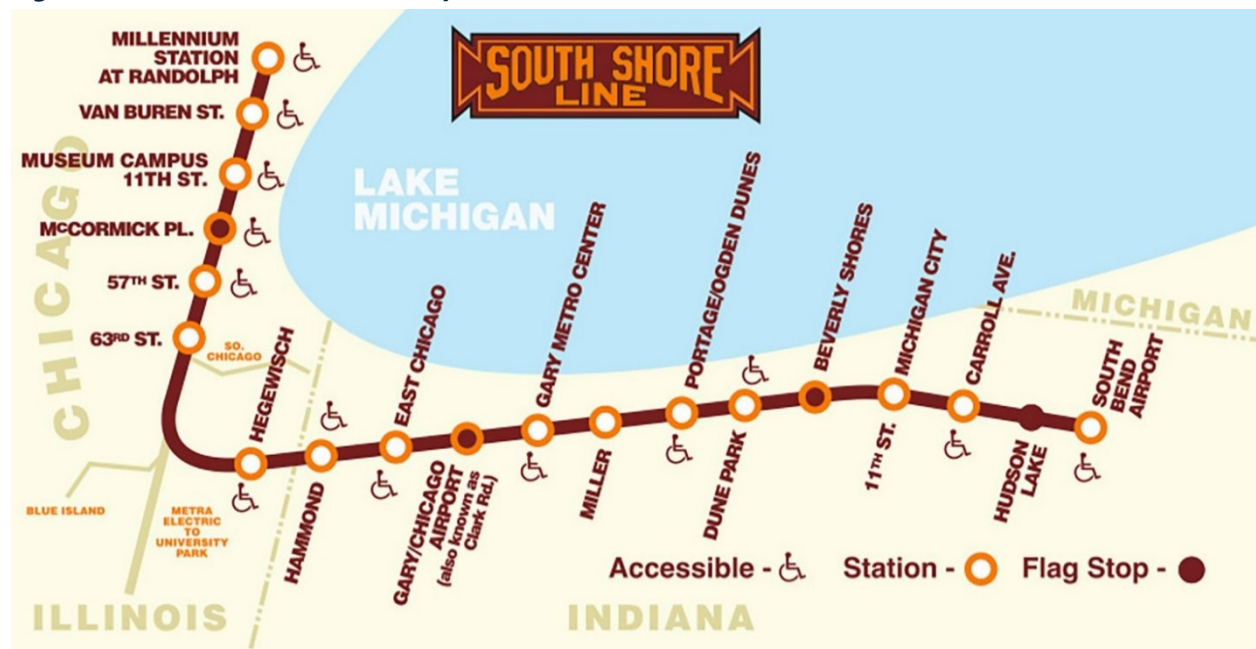 SOUTH SHORE
LINE
MILLENNIUM
STATION
AT RANDOLPH
VAN BUREN ST.
MUSEUM CAMPUS
11TH ST.
McCORMICK PL.
57TH ST.
63RD ST.
CHICAGO
LAKE
MICHIGAN
SO.
CHICAGO
HEGEWISCH
HAMMOND
EAST CHICAGO
GARY/CHICAGO
AIRPORT
(also known as
Clark Rd.)
GARY METRO CENTER
MILLER
PORTAGE/OGDEN DUNES
DUNE PARK
BEVERLY SHORES
MICHIGAN CITY
11TH ST.
CARROLL AVE.
HUDSON
LAKE
SOUTH
BEND
AIRPORT
MICHIGAN
BLUE ISLAND
METRA
ELECTRIC
TO
UNIVERSITY
PARK
Accessible - Station - Flag Stop -
ILLINOIS
INDIANA